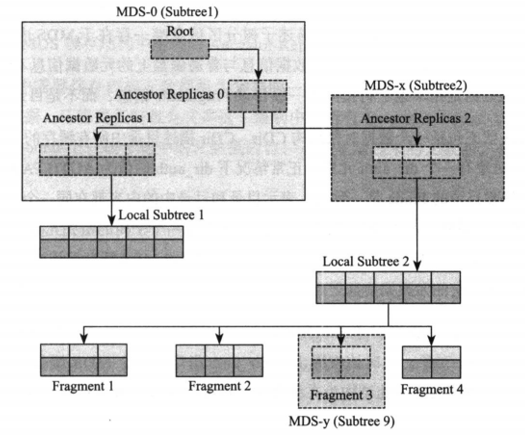 MDS-0 (Subtree1)
Root
Ancestor Replicas 0
MDS-x (Subtree2)
Ancestor Replicas 1
Ancestor Replicas 2
Local Subtree 1
Local Subtree 2
Fragment 1
Fragment 2
Fragment 3
Fragment 4
MDS-y (Subtree 9)